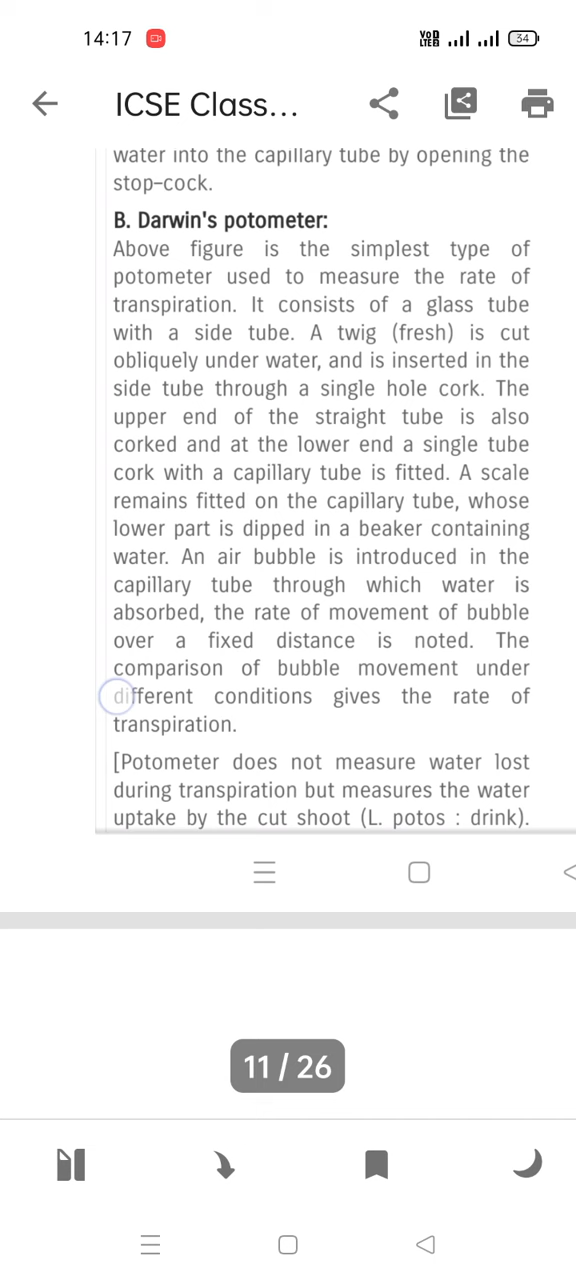 14:17
Vo LTE 34
ICSE Class...
water into the capillary tube by opening the
stop-cock.
B. Darwin's potometer:
Above figure is the simplest type of
potometer used to measure the rate of
transpiration. It consists of a glass tube
with a side tube. A twig (fresh) is cut
obliquely under water, and is inserted in the
side tube through a single hole cork. The
upper end of the straight tube is also
corked and at the lower end a single tube
cork with a capillary tube is fitted. A scale
remains fitted on the capillary tube, whose
lower part is dipped in a beaker containing
water. An air bubble is introduced in the
capillary tube through which water is
absorbed, the rate of movement of bubble
over a fixed distance is noted. The
comparison of bubble movement under
different conditions gives the rate of
transpiration.
[Potometer does not measure water lost
during transpiration but measures the water
uptake by the cut shoot (L. potos : drink).
11 / 26